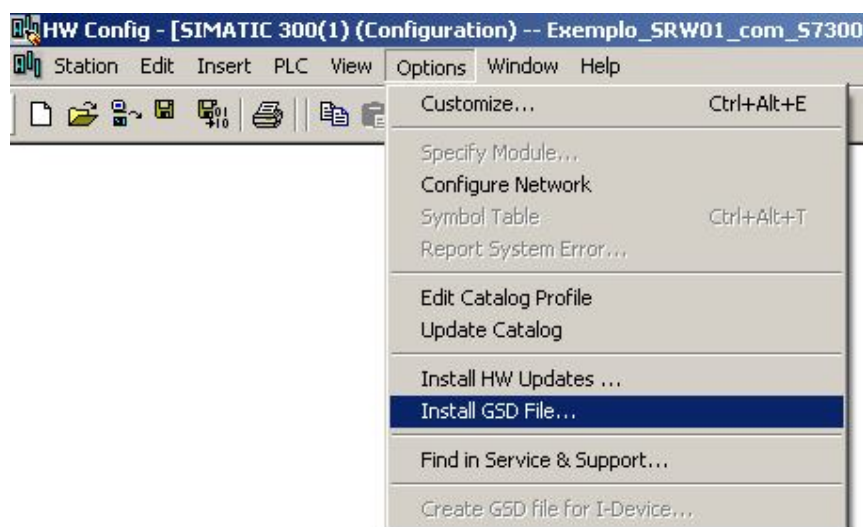 HW Config - [SIMATIC 300(1) (Configuration) -- Exemplo_SRW01_com_S7300
Station Edit Insert PLC View Options Window Help
Customize... Ctrl+Alt+E
Specify Module...
Configure Network
Symbol Table Ctrl+Alt+T
Report System Error...
Edit Catalog Profile
Update Catalog
Install HW Updates ...
Install GSD File...
Find in Service & Support...
Create GSD file for I-Device...